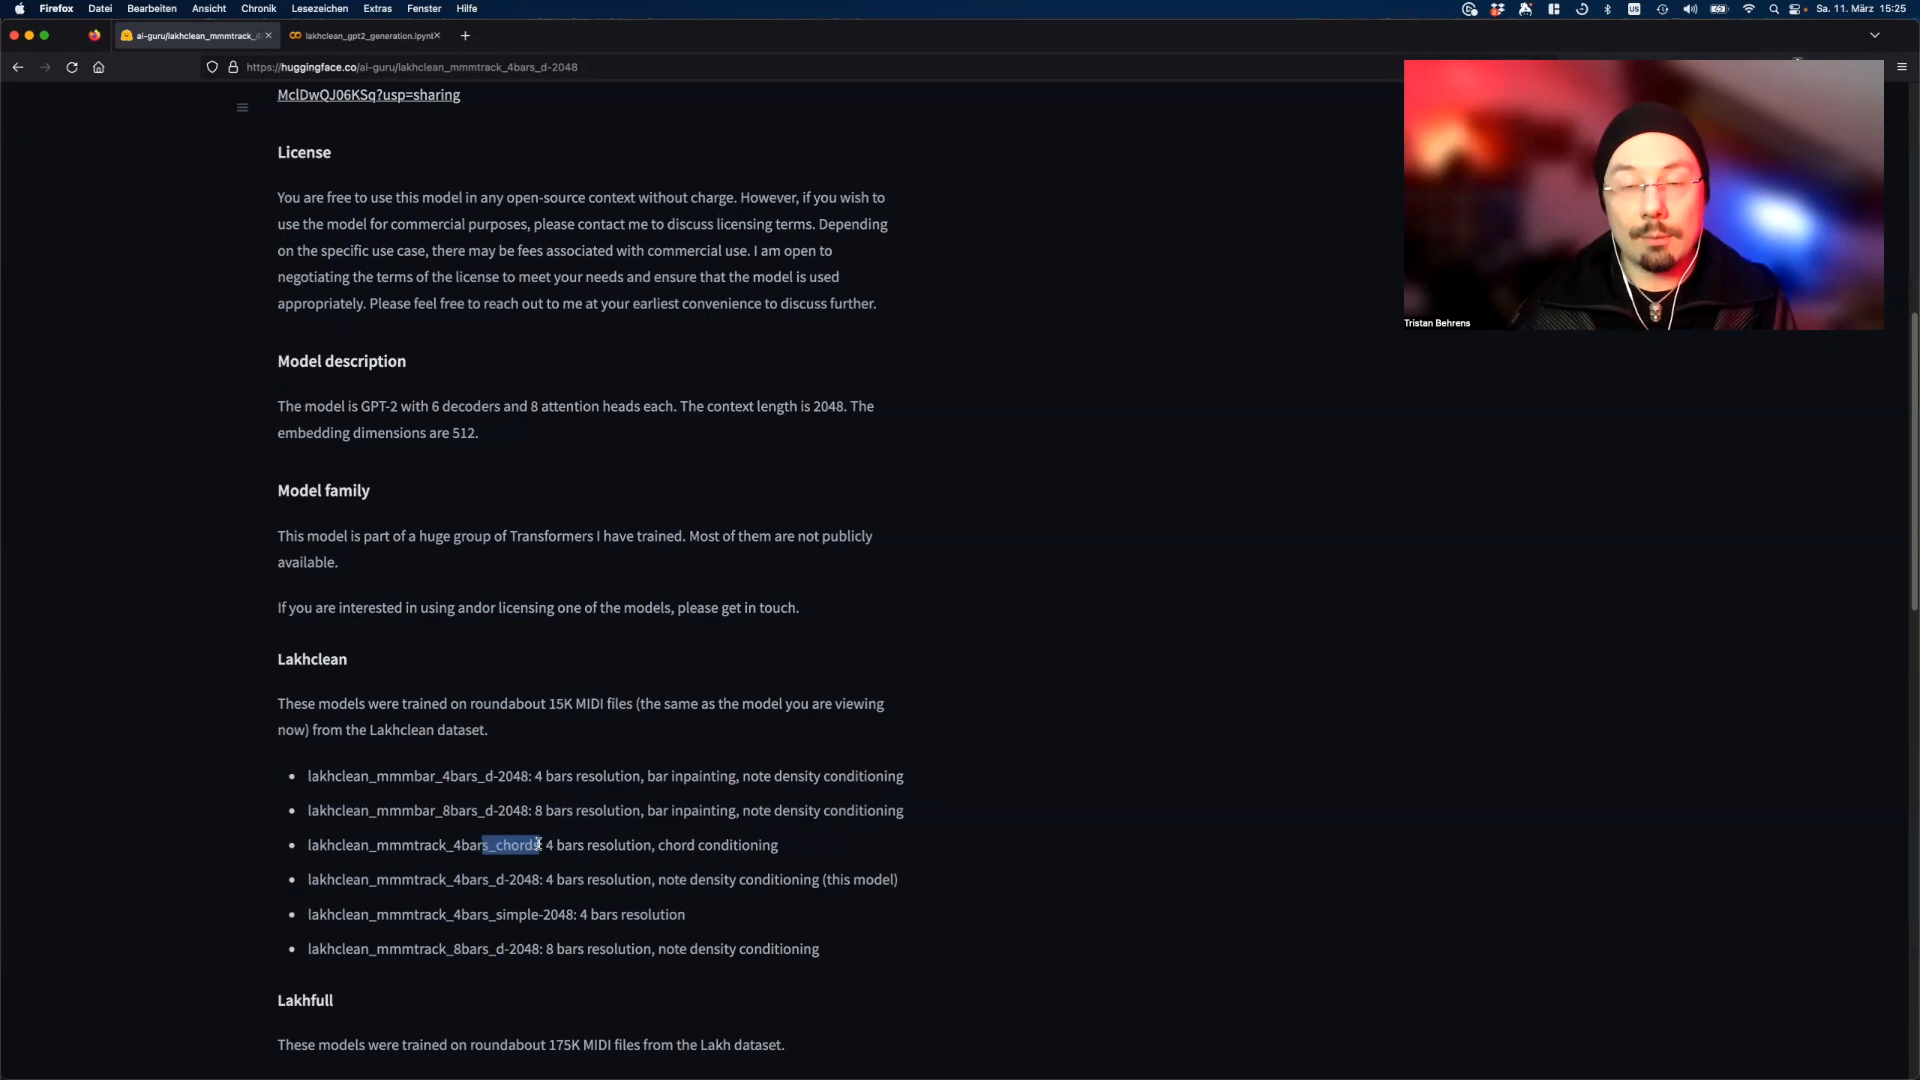 Firefox Datei Bearbeiten Ansicht Chronik Lesezeichen Extras Fenster Hilfe US Sa. 11. März 15:25
ai-guru/lakhclean_mmmtrack_4 lakhclean_gpt2_generation.ipynt
https://huggingface.co/ai-guru/lakhclean_mmmtrack_4bars_d-2048
MclDwQJ06KSq?usp=sharing
License
You are free to use this model in any open-source context without charge. However, if you wish to
use the model for commercial purposes, please contact me to discuss licensing terms. Depending
on the specific use case, there may be fees associated with commercial use. I am open to
negotiating the terms of the license to meet your needs and ensure that the model is used
appropriately. Please feel free to reach out to me at your earliest convenience to discuss further.
Tristan Behrens
Model description
The model is GPT-2 with 6 decoders and 8 attention heads each. The context length is 2048. The
embedding dimensions are 512.
Model family
This model is part of a huge group of Transformers I have trained. Most of them are not publicly
available.
If you are interested in using andor licensing one of the models, please get in touch.
Lakhclean
These models were trained on roundabout 15K MIDI files (the same as the model you are viewing
now) from the Lakhclean dataset.
• lakhclean_mmmbar_4bars_d-2048: 4 bars resolution, bar inpainting, note density conditioning
• lakhclean_mmmbar_8bars_d-2048: 8 bars resolution, bar inpainting, note density conditioning
• lakhclean_mmmtrack_4bars_chords: 4 bars resolution, chord conditioning
• lakhclean_mmmtrack_4bars_d-2048: 4 bars resolution, note density conditioning (this model)
• lakhclean_mmmtrack_4bars_simple-2048: 4 bars resolution
• lakhclean_mmmtrack_8bars_d-2048: 8 bars resolution, note density conditioning
Lakhfull
These models were trained on roundabout 175K MIDI files from the Lakh dataset.